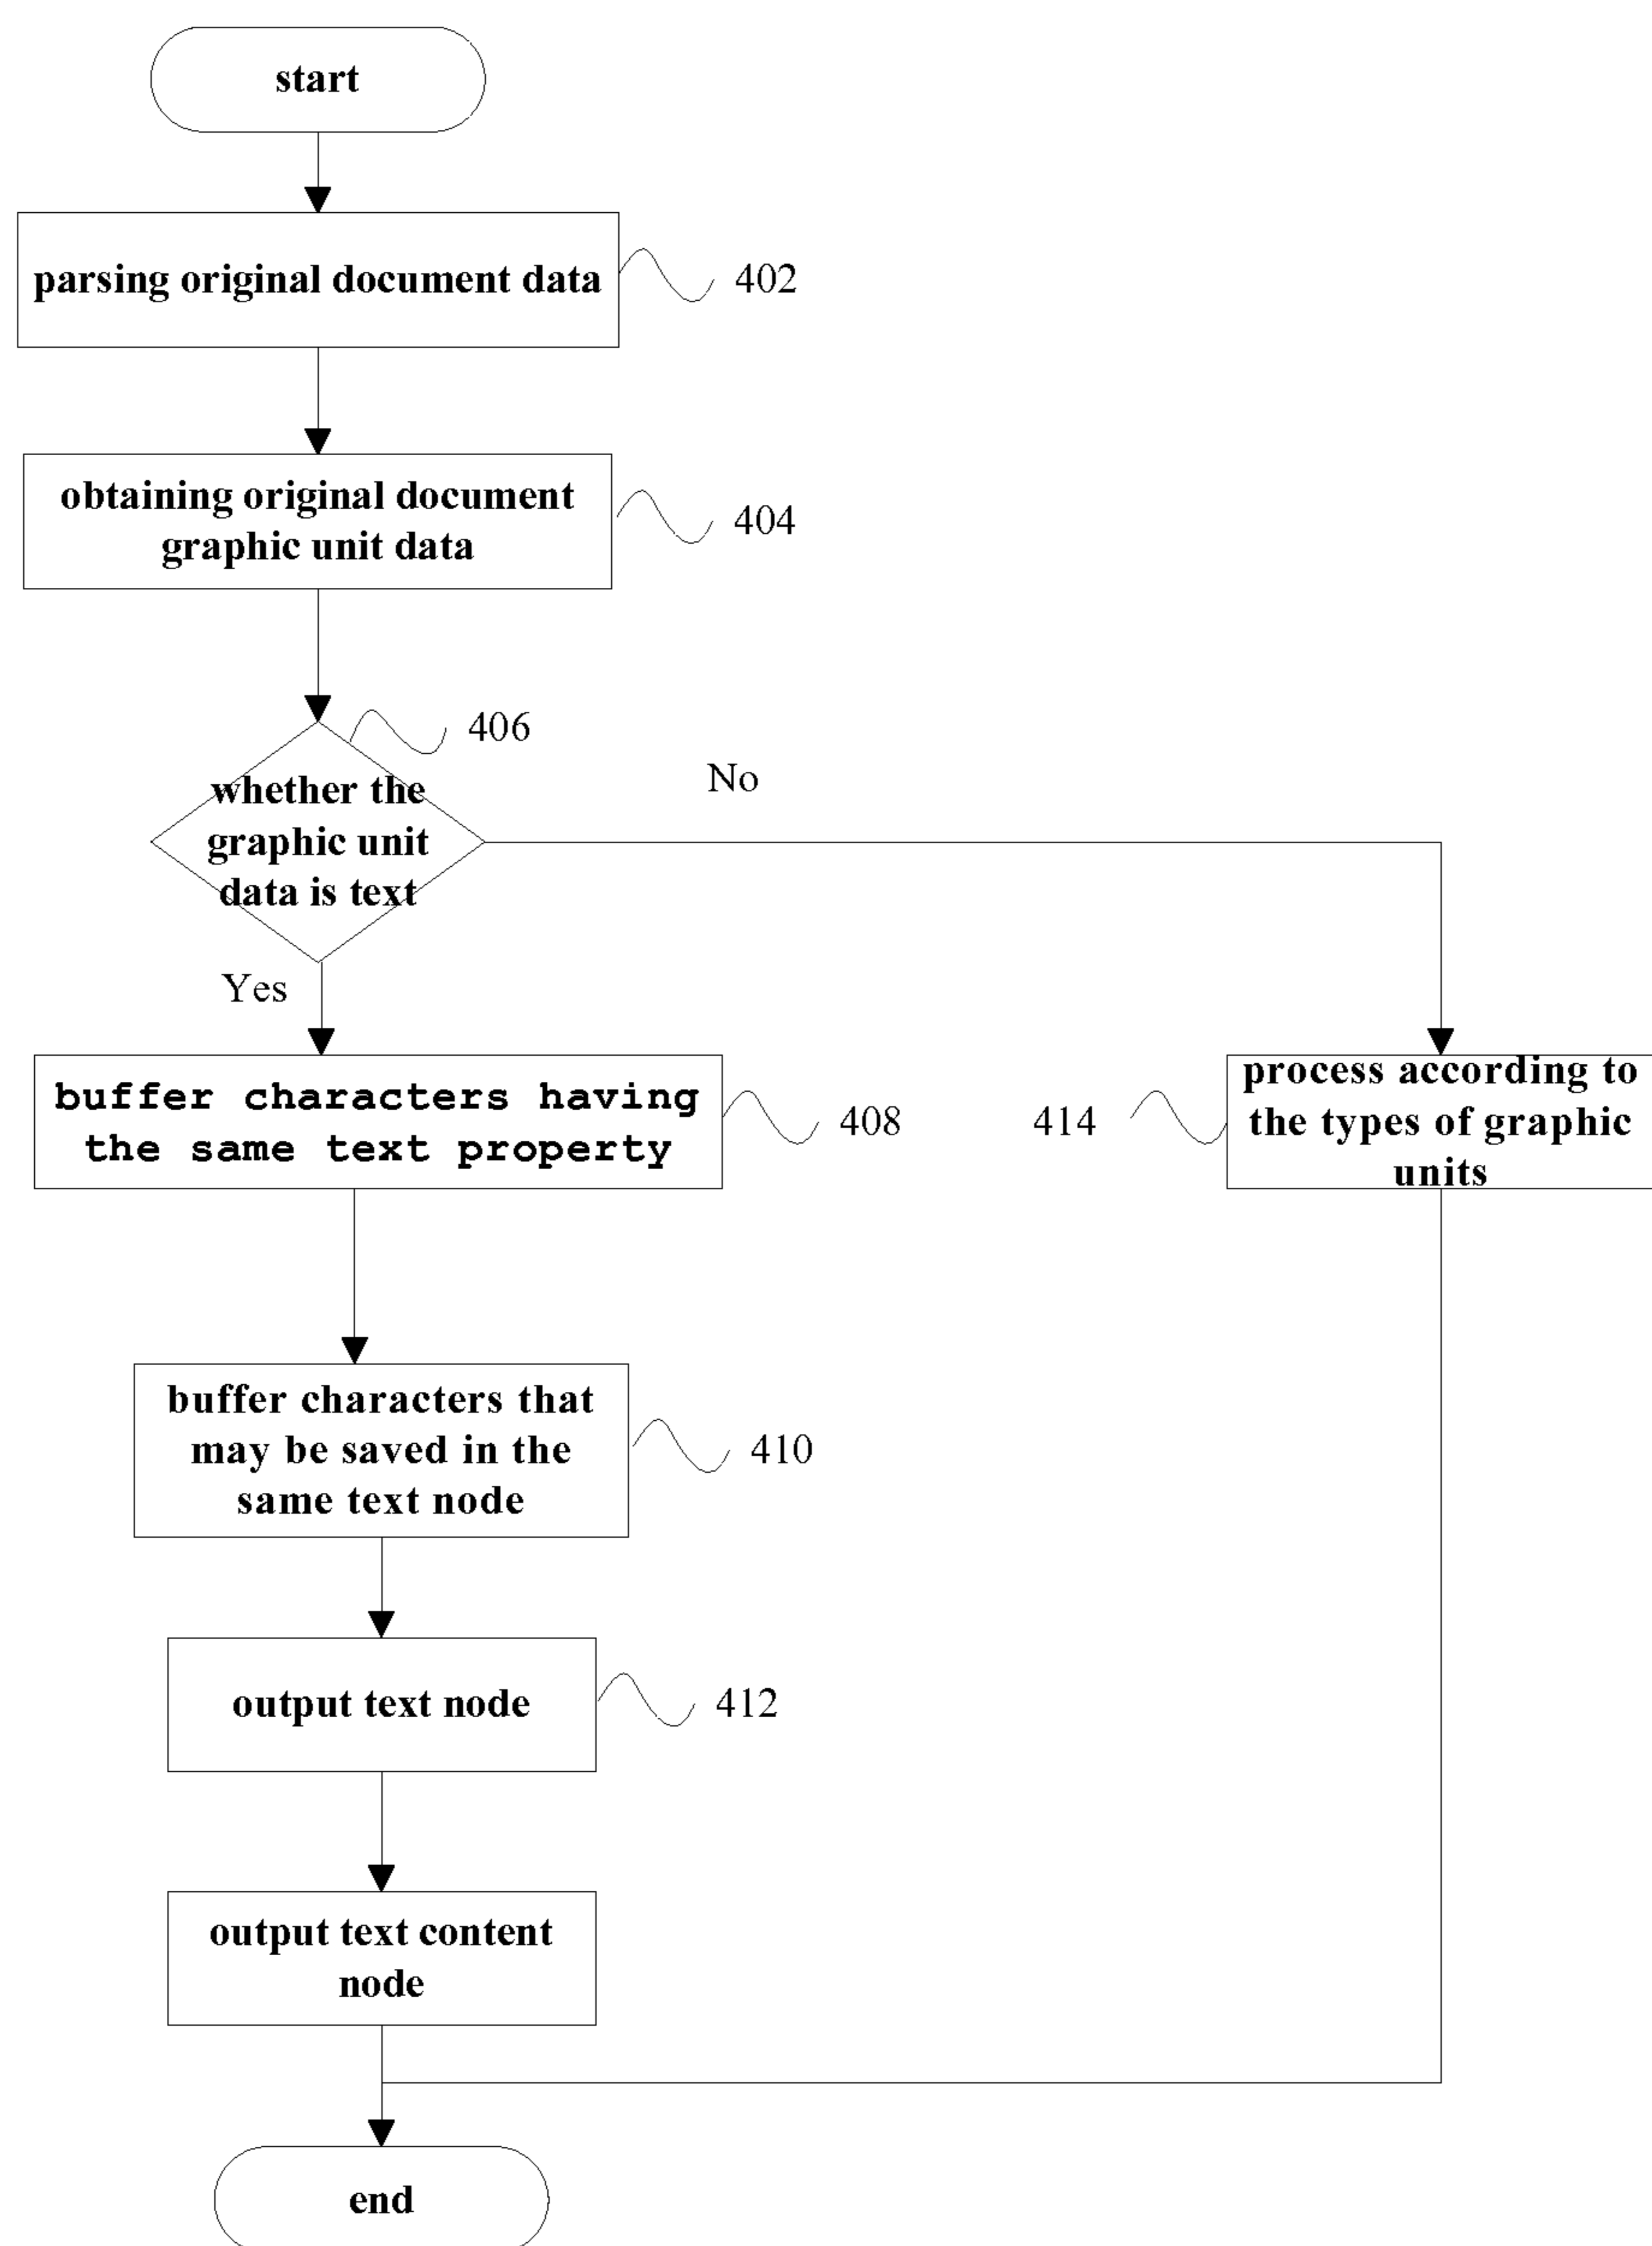 start
parsing original document data
402
obtaining original document
graphic unit data
404
406
whether the
graphic unit
data is text
No
Yes
buffer characters having
the same text property
408
414
process according to
the types of graphic
units
buffer characters that
may be saved in the
same text node
410
output text node
412
output text content
node
end